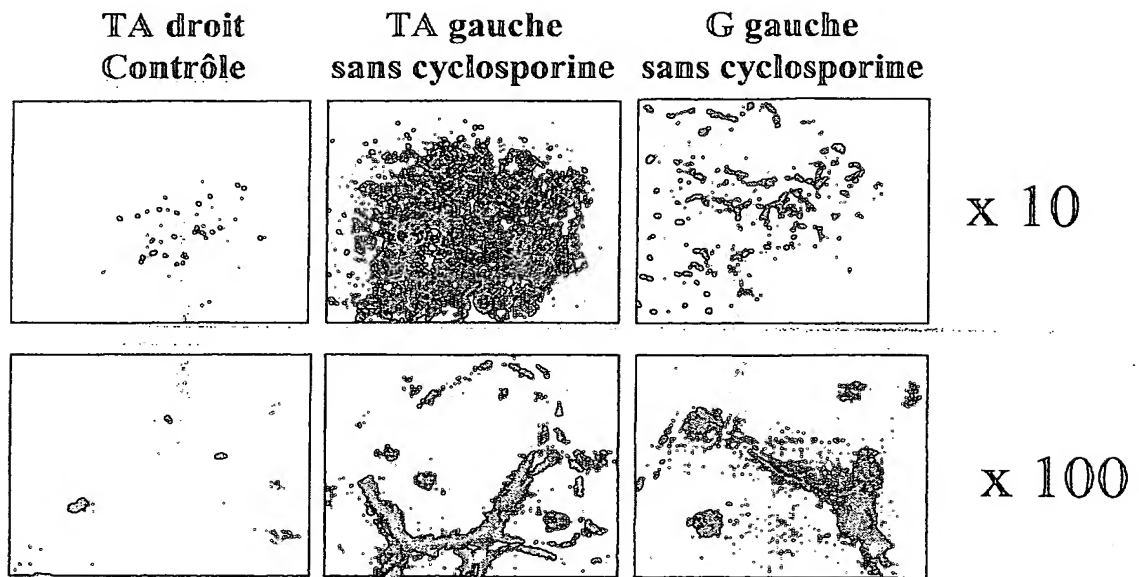 TA droit
Contrôle
TA gauche
sans cyclosporine
G gauche
sans cyclosporine
x 10
x 100